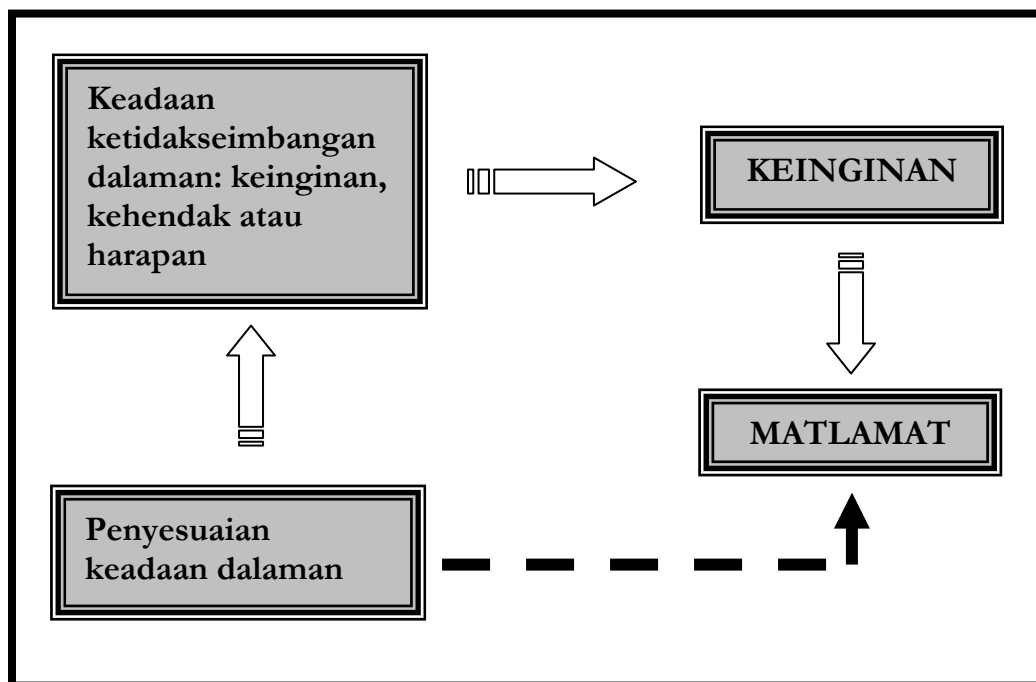 Keadaan
ketidakseimbangan
dalaman: keinginan,
kehendak atau
harapan
KEINGINAN
MATLAMAT
Penyesuaian
keadaan dalaman